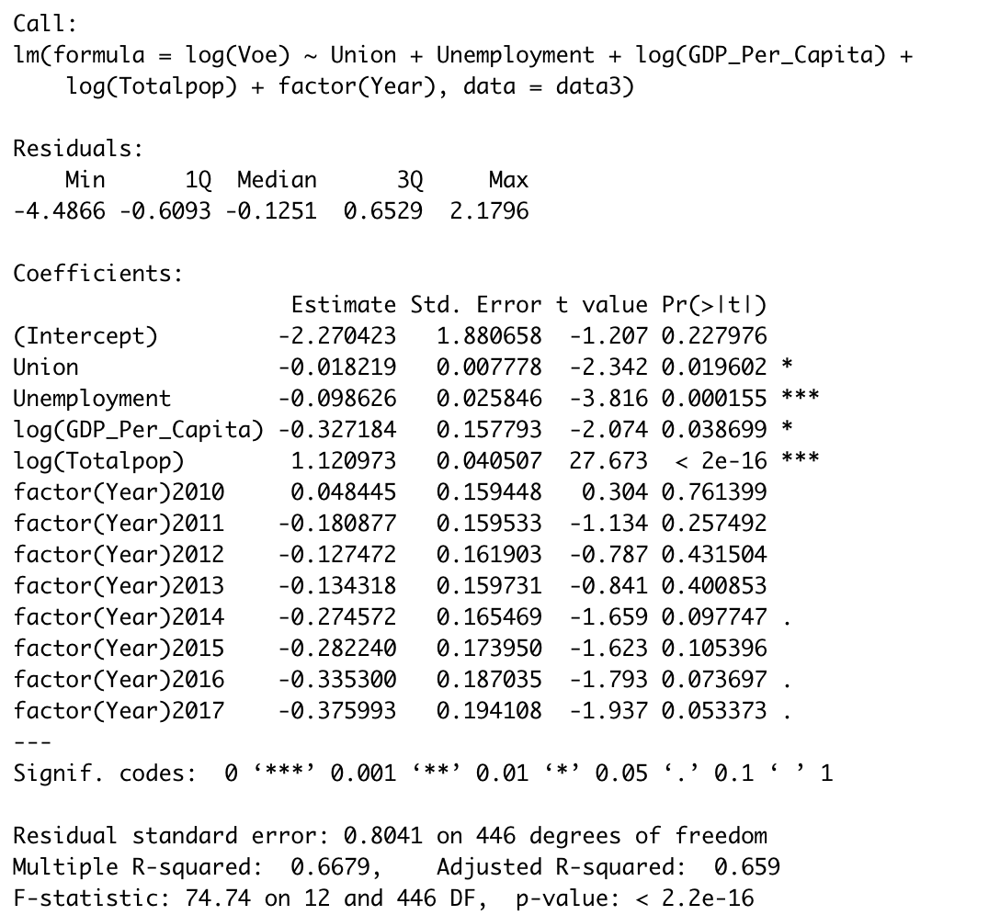 Call:
lm(formula = log(Voe) ~ Union + Unemployment + log(GDP_Per_Capita) +
    log(Totalpop) + factor(Year), data = data3)

Residuals:
    Min      1Q  Median      3Q     Max
-4.4866 -0.6093 -0.1251  0.6529  2.1796

Coefficients:
                     Estimate Std. Error t value Pr(>|t|)
(Intercept)         -2.270423   1.880658  -1.207 0.227976
Union               -0.018219   0.007778  -2.342 0.019602 *
Unemployment        -0.098626   0.025846  -3.816 0.000155 ***
log(GDP_Per_Capita) -0.327184   0.157793  -2.074 0.038699 *
log(Totalpop)        1.120973   0.040507  27.673  < 2e-16 ***
factor(Year)2010     0.048445   0.159448   0.304 0.761399
factor(Year)2011    -0.180877   0.159533  -1.134 0.257492
factor(Year)2012    -0.127472   0.161903  -0.787 0.431504
factor(Year)2013    -0.134318   0.159731  -0.841 0.400853
factor(Year)2014    -0.274572   0.165469  -1.659 0.097747 .
factor(Year)2015    -0.282240   0.173950  -1.623 0.105396
factor(Year)2016    -0.335300   0.187035  -1.793 0.073697 .
factor(Year)2017    -0.375993   0.194108  -1.937 0.053373 .
---
Signif. codes:  0 ‘***’ 0.001 ‘**’ 0.01 ‘*’ 0.05 ‘.’ 0.1 ‘ ’ 1

Residual standard error: 0.8041 on 446 degrees of freedom
Multiple R-squared:  0.6679,    Adjusted R-squared:  0.659
F-statistic: 74.74 on 12 and 446 DF,  p-value: < 2.2e-16